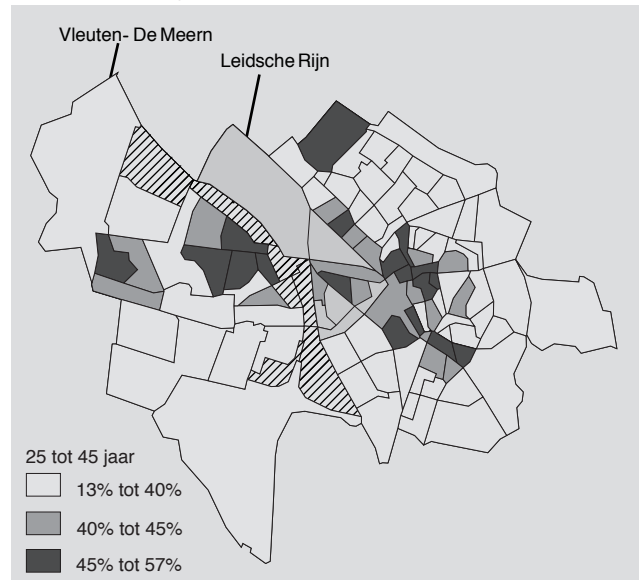 Vleuten- De Meern
Leidsche Rijn
25 tot 45 jaar
13% tot 40%
40% tot 45%
45% tot 57%